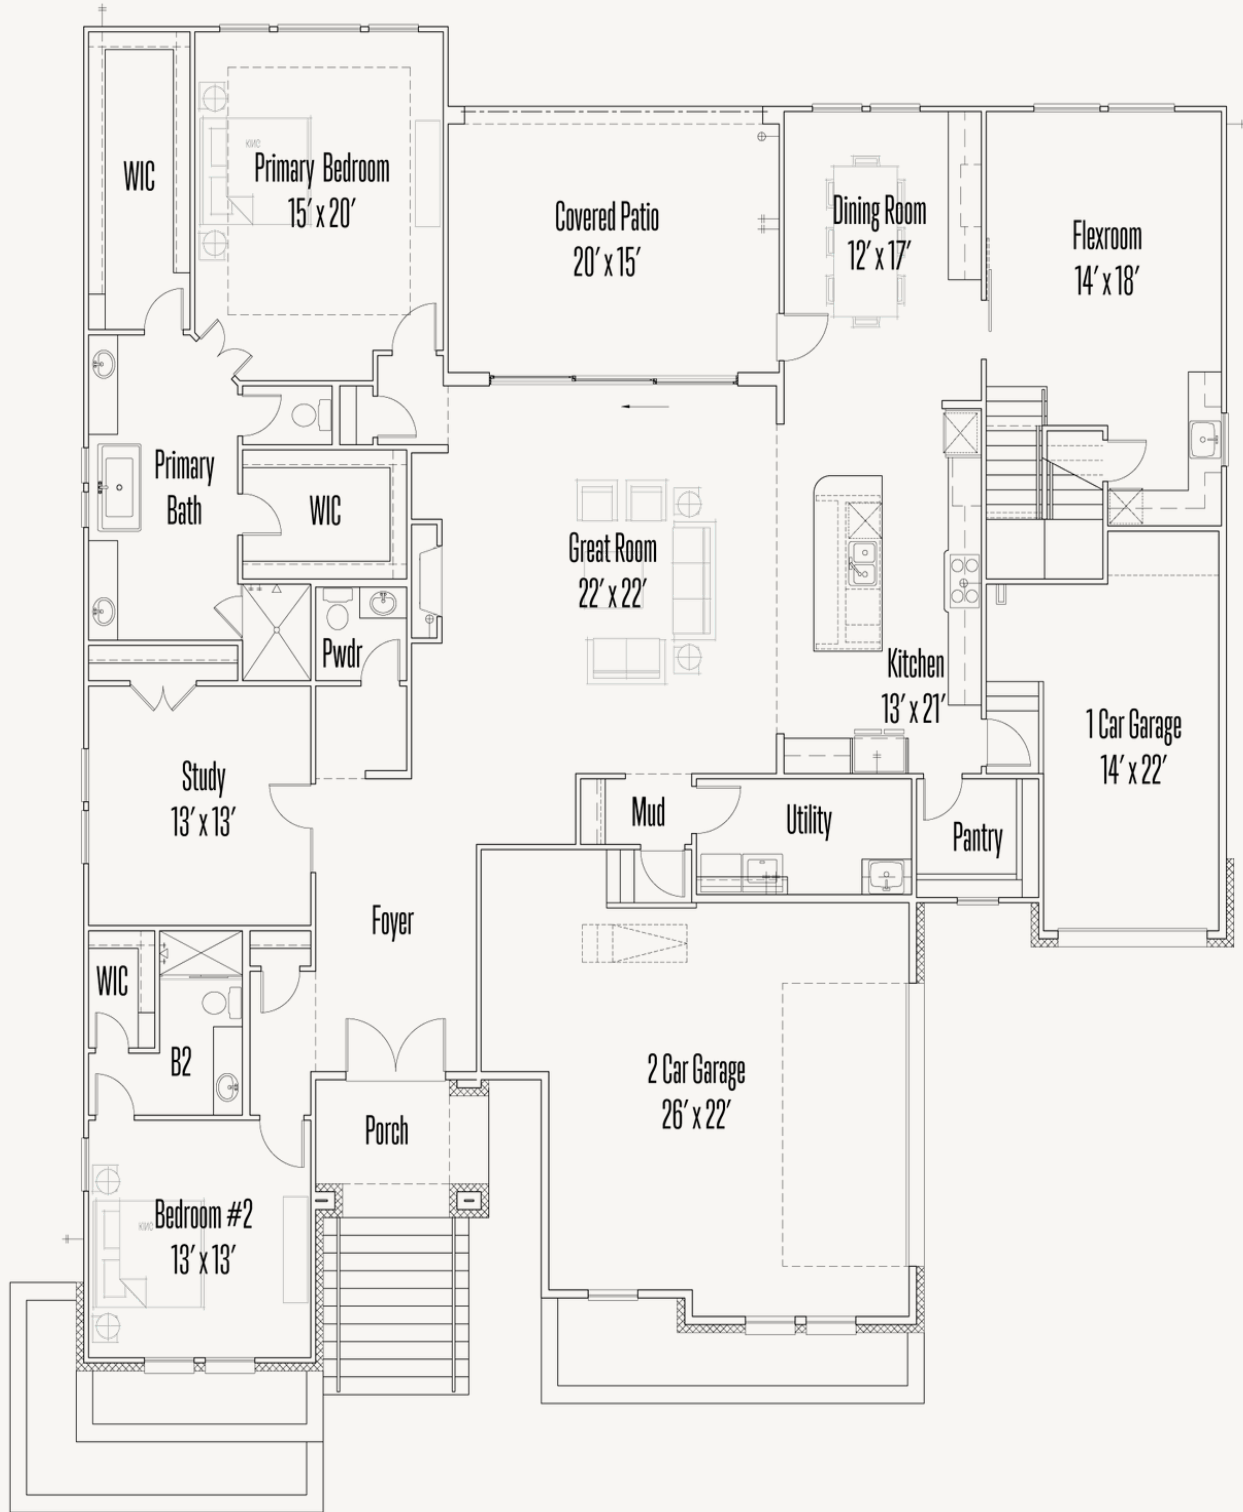 WIC
Primary Bedroom
15' x 20'
KING
Covered Patio
20' x 15'
Dining Room
12' x 17'
Flexroom
14' x 18'
Primary
Bath
WIC
Great Room
22' x 22'
Pwdr
Kitchen
13' x 21'
1 Car Garage
14' x 22'
Study
13' x 13'
Mud
Utility
Pantry
Foyer
WIC
B2
2 Car Garage
26' x 22'
Porch
Bedroom #2
13' x 13'
KING